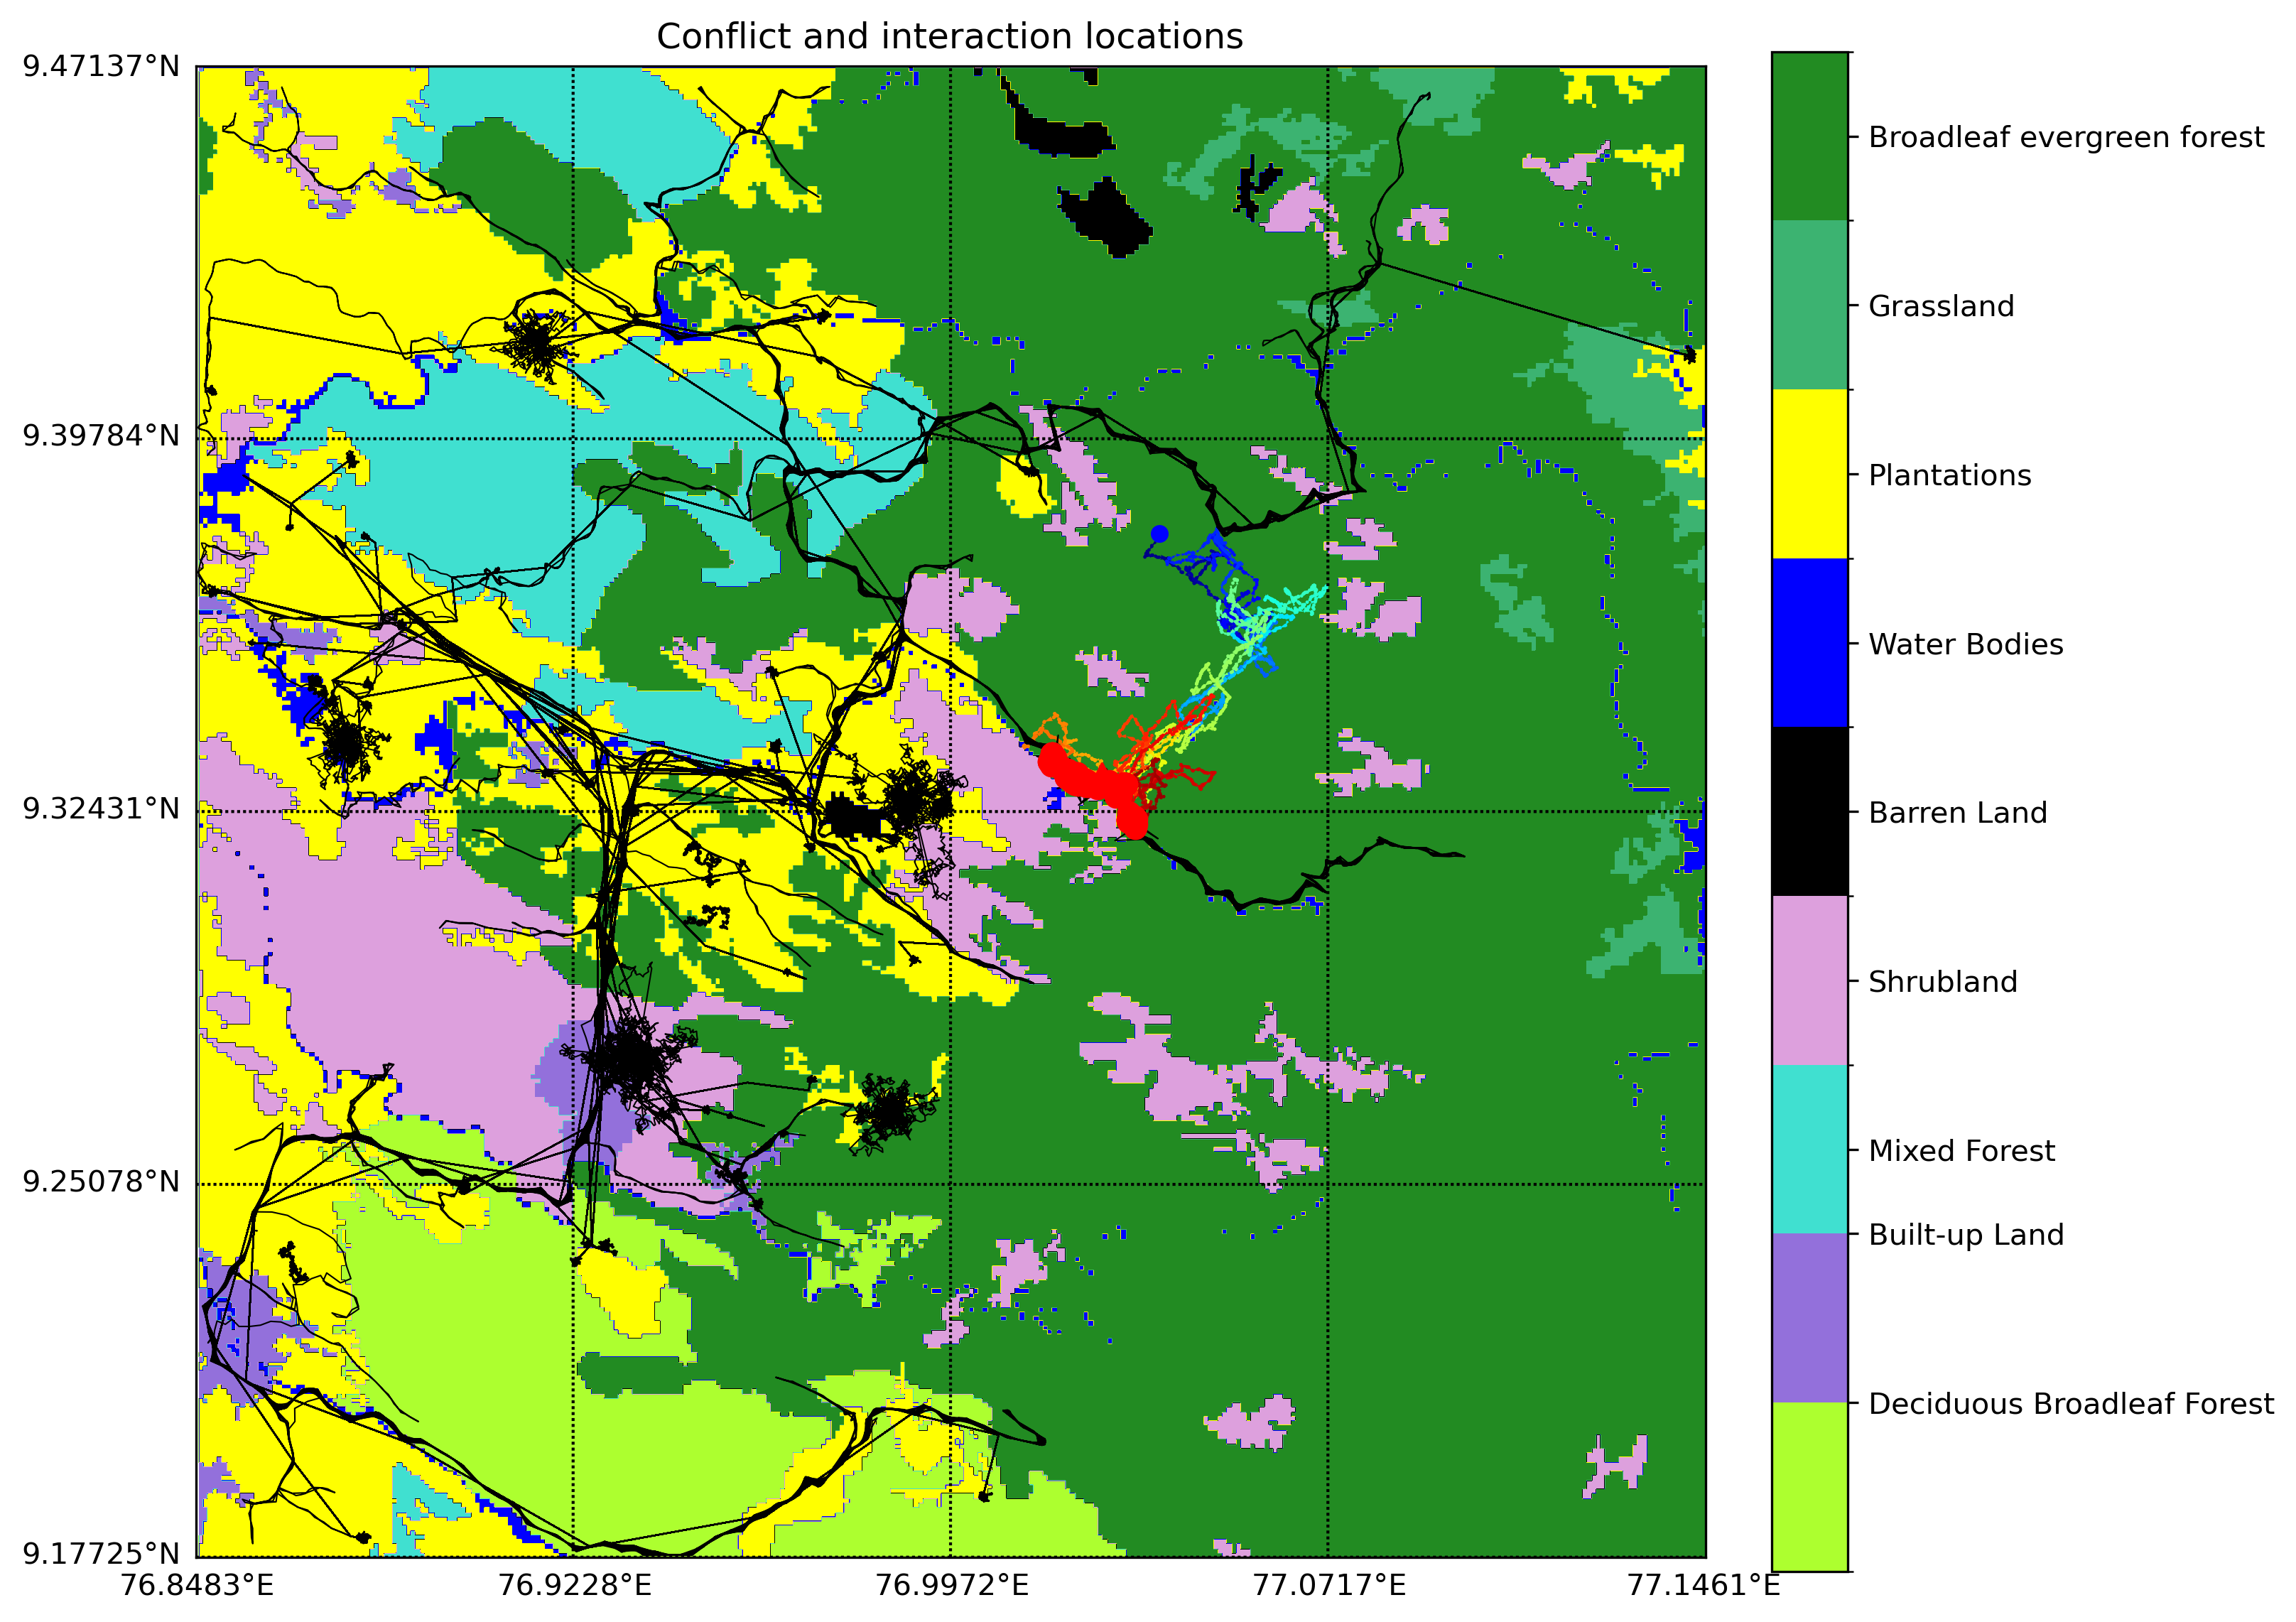 Conflict and interaction locations
9.47137°N
9.39784°N
9.32431°N
9.25078°N
9.17725°N
76.8483°E
76.9228°E
76.9972°E
77.0717°E
77.1461°E
Broadleaf evergreen forest
Grassland
Plantations
Water Bodies
Barren Land
Shrubland
Mixed Forest
Built-up Land
Deciduous Broadleaf Forest